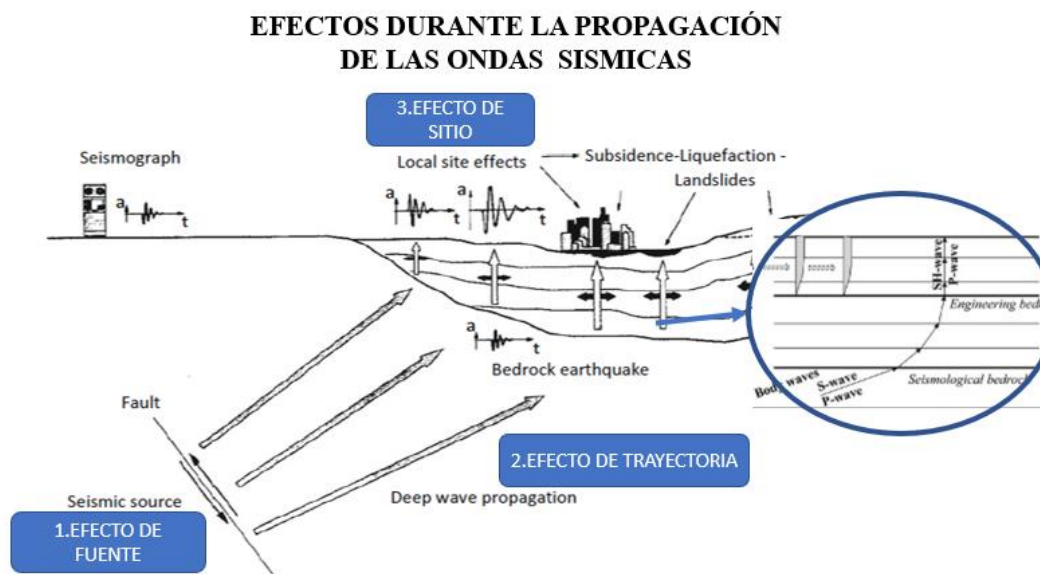 EFECTOS DURANTE LA PROPAGACIÓN
DE LAS ONDAS SISMICAS
3.EFECTO DE
SITIO
Seismograph
Local site effects
Subsidence-Liquefaction -
Landslides
a
t
a
t
a
t
SH-wave
P-wave
Engineering bed
a
t
Bedrock earthquake
Body waves
S-wave
P-wave
Seismological bedrock
Fault
2.EFECTO DE TRAYECTORIA
Seismic source
Deep wave propagation
1.EFECTO DE
FUENTE